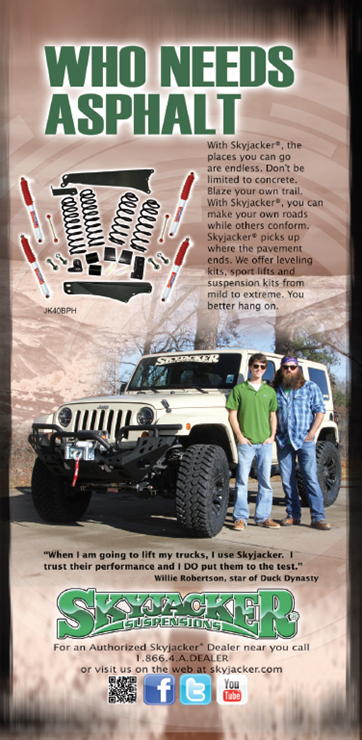 WHO NEEDS
ASPHALT
With Skyjacker®, the
places you can go
are endless. Don't be
limited to concrete.
Blaze your own trail.
With Skyjacker®, you can
make your own roads
while others conform.
Skyjacker® picks up
where the pavement
ends. We offer leveling
kits, sport lifts and
suspension kits from
mild to extreme. You
better hang on.
JK40BPH
SKYJACKER
Jeep
"When I am going to lift my trucks, I use Skyjacker. I
trust their performance and I DO put them to the test."
Willie Robertson, star of Duck Dynasty
SKYJACKER®
SUSPENSIONS
For an Authorized Skyjacker® Dealer near you call
1.866.4.A.DEALER
or visit us on the web at skyjacker.com
You
Tube